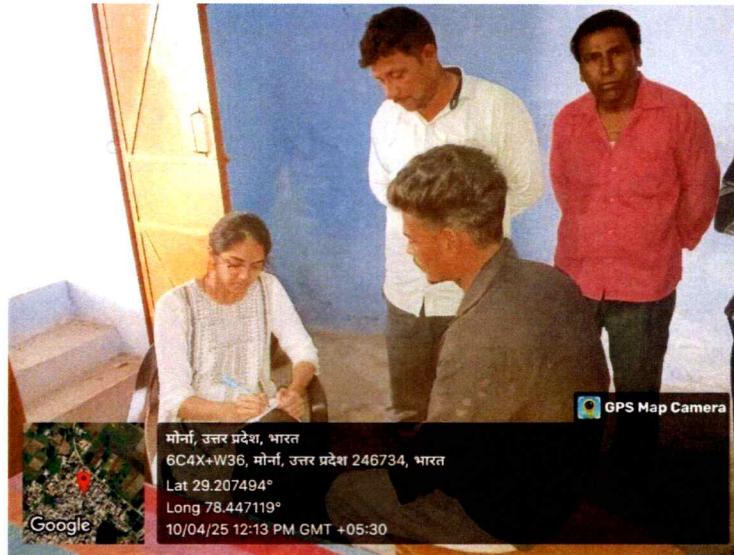 GPS Map Camera
मोर्ना, उत्तर प्रदेश, भारत
6C4X+W36, मोर्ना, उत्तर प्रदेश 246734, भारत
Lat 29.207494°
Long 78.447119°
10/04/25 12:13 PM GMT +05:30
Google